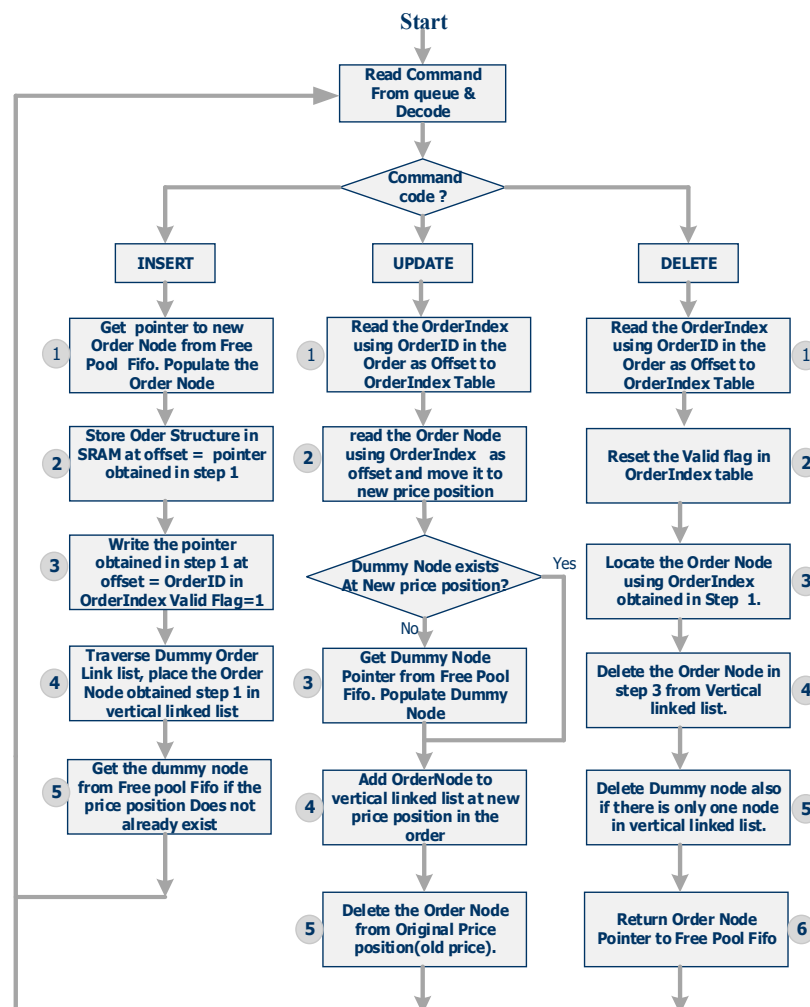 Start
Read Command
From queue &
Decode
Command
code ?
INSERT
UPDATE
DELETE
1
Get pointer to new
Order Node from Free
Pool Fifo. Populate the
Order Node
2
Store Oder Structure in
SRAM at offset = pointer
obtained in step 1
3
Write the pointer
obtained in step 1 at
offset = OrderID in
OrderIndex Valid Flag=1
4
Traverse Dummy Order
Link list, place the Order
Node obtained step 1 in
vertical linked list
5
Get the dummy node
from Free pool Fifo if the
price position Does not
already exist
1
Read the OrderIndex
using OrderID in the
Order as Offset to
OrderIndex Table
2
read the Order Node
using OrderIndex as
offset and move it to
new price position
Dummy Node exists
At New price position?
Yes
No
3
Get Dummy Node
Pointer from Free Pool
Fifo. Populate Dummy
Node
4
Add OrderNode to
vertical linked list at new
price position in the
order
5
Delete the Order Node
from Original Price
position(old price).
Read the OrderIndex
using OrderID in the
Order as Offset to
OrderIndex Table
1
Reset the Valid flag in
OrderIndex table
2
Locate the Order Node
using OrderIndex
obtained in Step 1.
3
Delete the Order Node in
step 3 from Vertical
linked list.
4
Delete Dummy node also
if there is only one node
in vertical linked list.
5
Return Order Node
Pointer to Free Pool Fifo
6